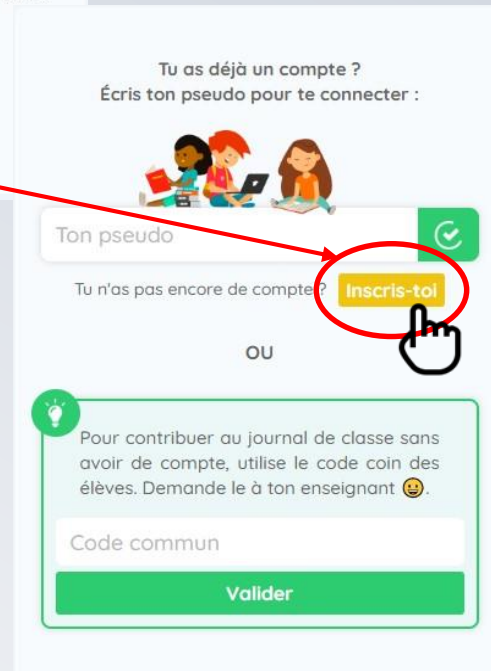 Tu as déjà un compte ?
Écris ton pseudo pour te connecter :
Ton pseudo
Tu n'as pas encore de compte ? Inscris-toi
OU
Pour contribuer au journal de classe sans
avoir de compte, utilise le code coin des
élèves. Demande le à ton enseignant 😀.
Code commun
Valider